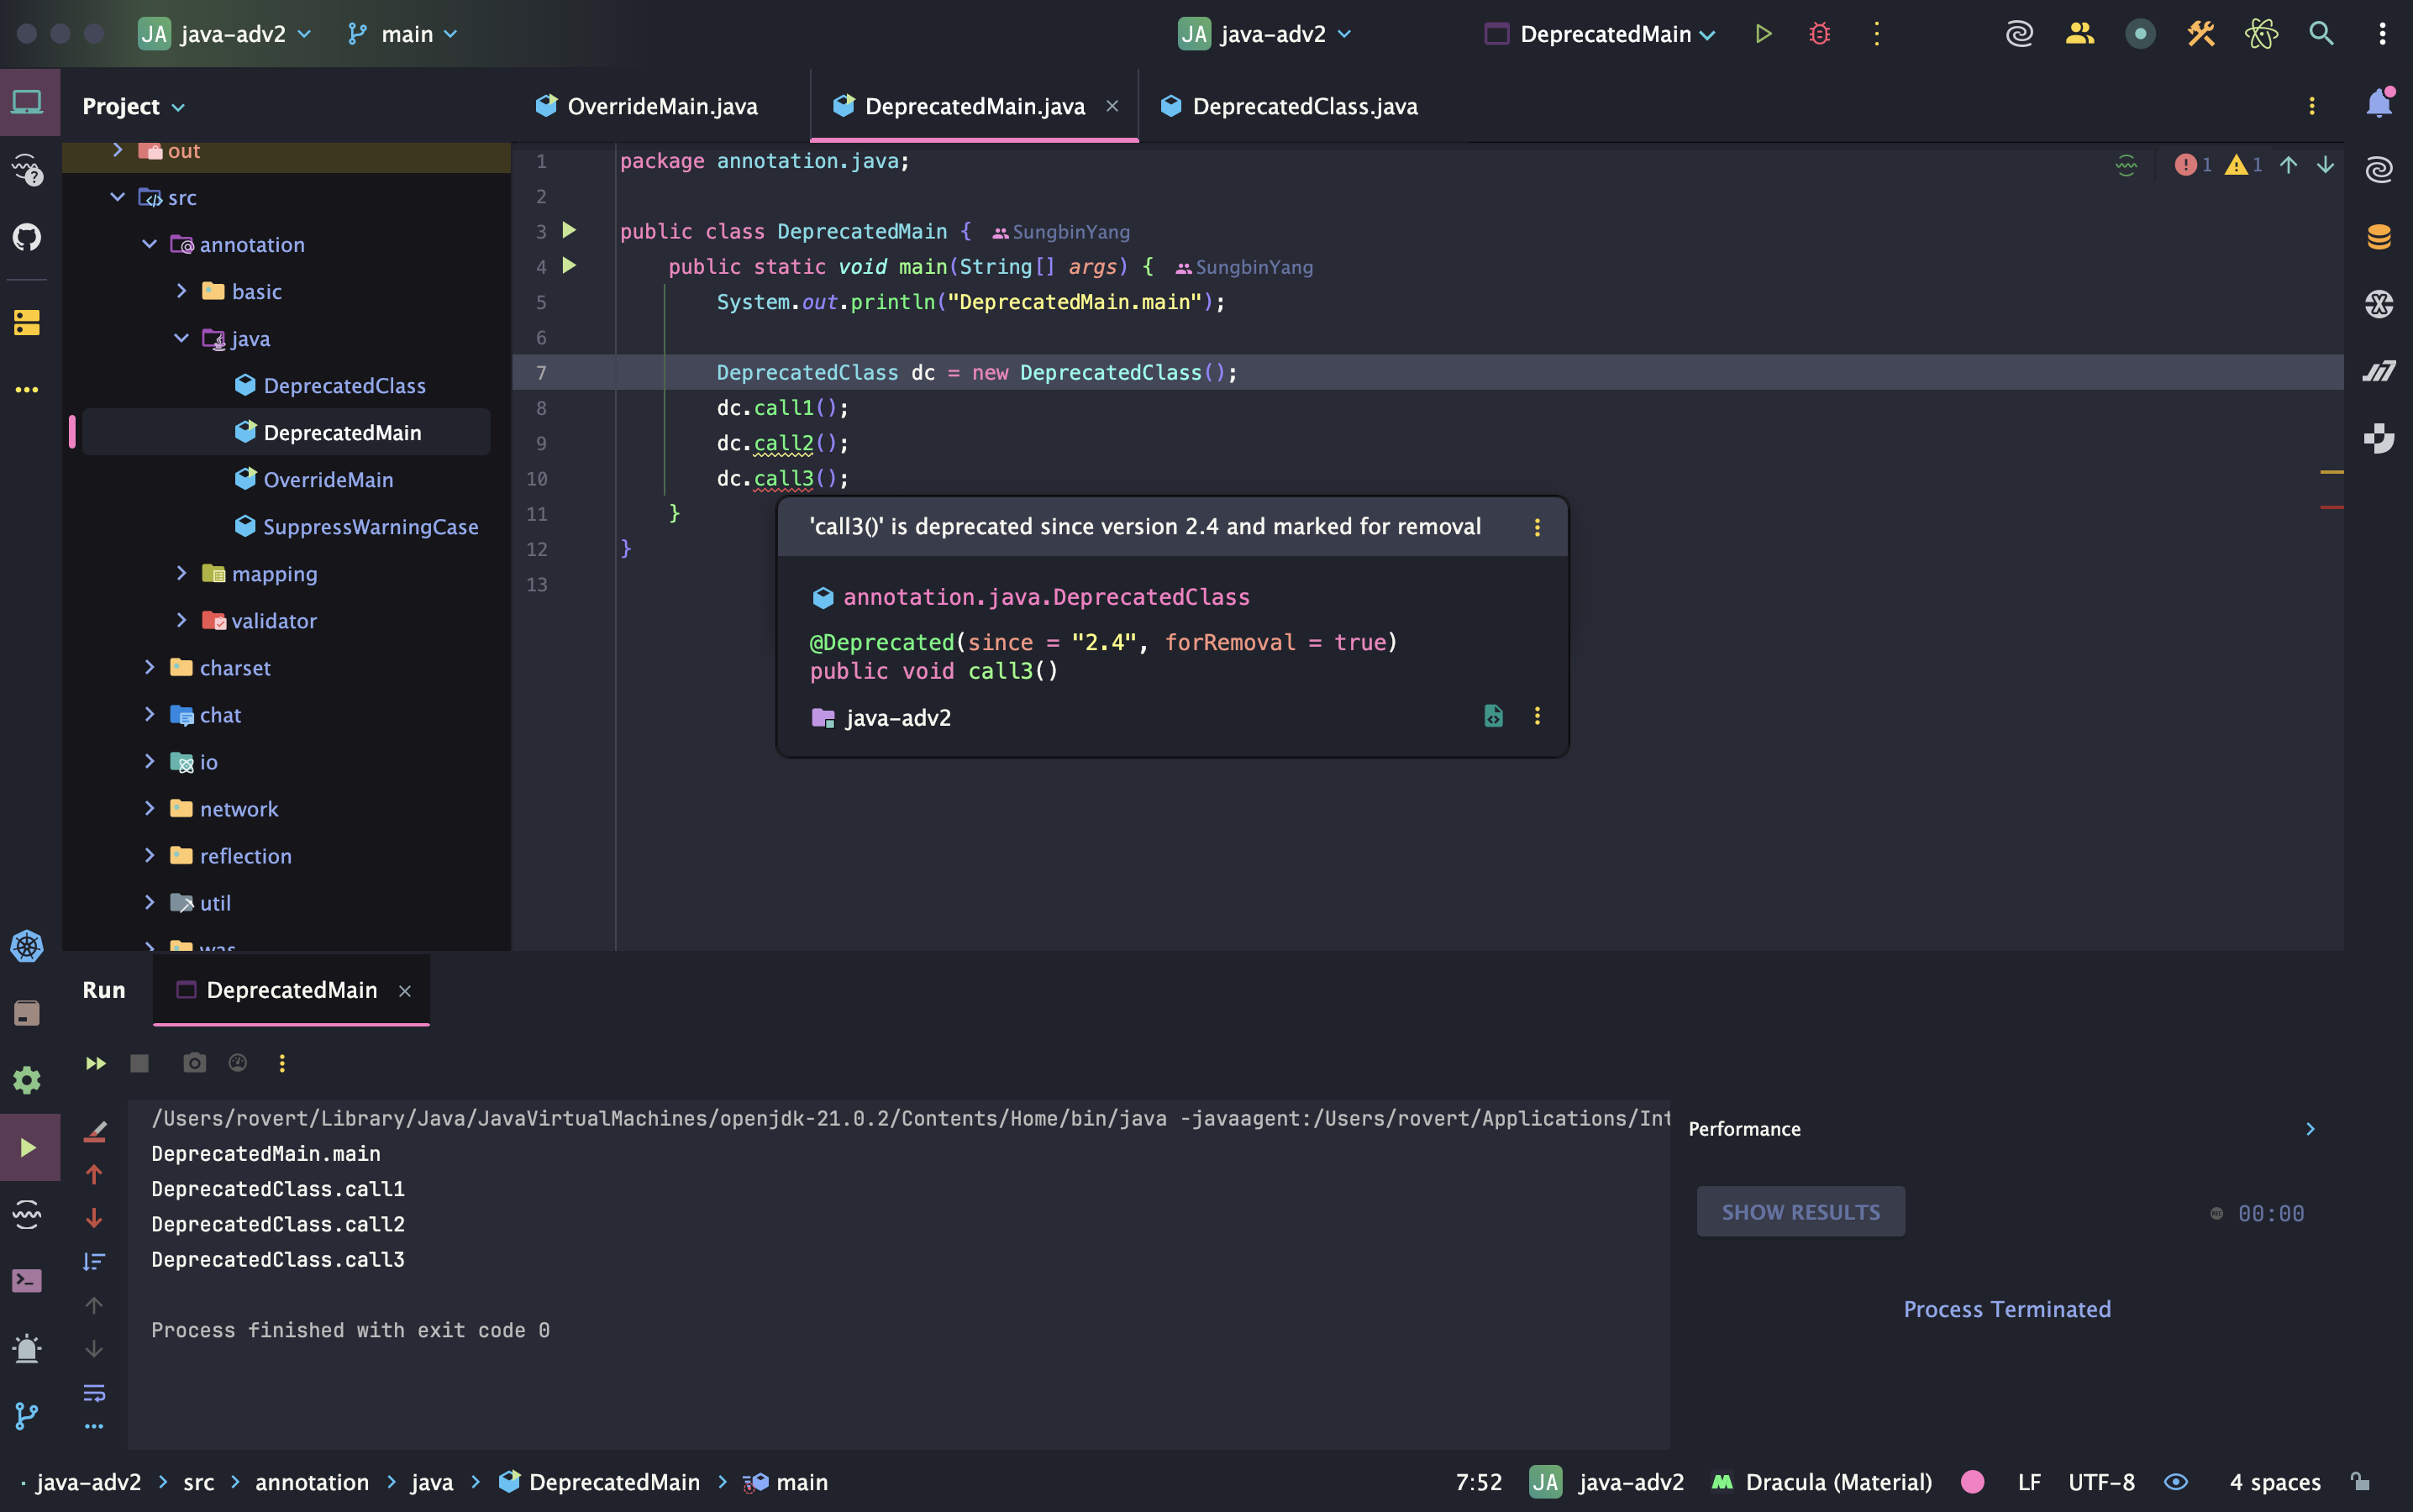 JA java-adv2 main JA java-adv2 DeprecatedMain
Project
OverrideMain.java DeprecatedMain.java DeprecatedClass.java
out
src
annotation
basic
java
DeprecatedClass
DeprecatedMain
OverrideMain
SuppressWarningCase
mapping
validator
charset
chat
io
network
reflection
util
was
1 package annotation.java;
2
3 public class DeprecatedMain { SungbinYang
4 public static void main(String[] args) { SungbinYang
5 System.out.println("DeprecatedMain.main");
6
7 DeprecatedClass dc = new DeprecatedClass();
8 dc.call1();
9 dc.call2();
10 dc.call3();
11 }
12 }
13
1 1
'call3()' is deprecated since version 2.4 and marked for removal
annotation.java.DeprecatedClass
@Deprecated(since = "2.4", forRemoval = true)
public void call3()
java-adv2
Run DeprecatedMain
/Users/rovert/Library/Java/JavaVirtualMachines/openjdk-21.0.2/Contents/Home/bin/java -javaagent:/Users/rovert/Applications/Int
DeprecatedMain.main
DeprecatedClass.call1
DeprecatedClass.call2
DeprecatedClass.call3
Process finished with exit code 0
Performance
SHOW RESULTS 00:00
Process Terminated
java-adv2 src annotation java DeprecatedMain main 7:52 JA java-adv2 Dracula (Material) LF UTF-8 4 spaces